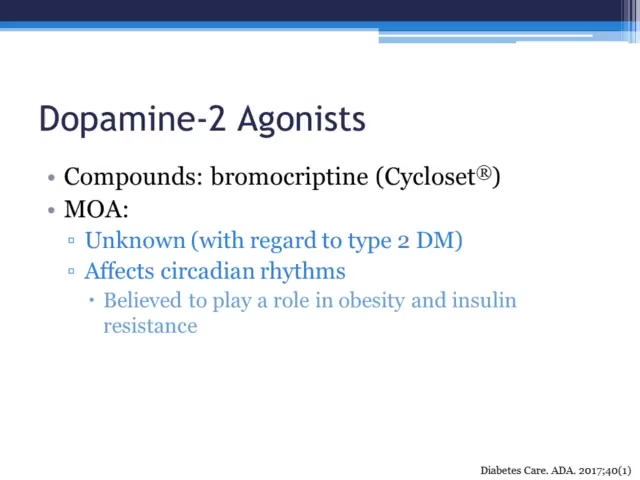 Dopamine-2 Agonists
• Compounds: bromocriptine (Cycloset®)
• MOA:
▫ Unknown (with regard to type 2 DM)
▫ Affects circadian rhythms
▪ Believed to play a role in obesity and insulin
resistance
Diabetes Care. ADA. 2017;40(1)